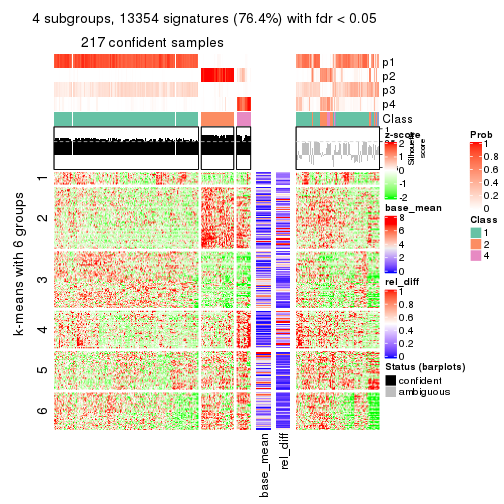 4 subgroups, 13354 signatures (76.4%) with fdr < 0.05
217 confident samples
p1
p2
p3
p4
Class
1
0
Silhouette
score
z-score
2
1
0
-1
-2
base_mean
8
6
4
2
0
rel_diff
1
0.8
0.6
0.4
0.2
0
Status (barplots)
confident
ambiguous
Prob
1
0.8
0.6
0.4
0.2
0
Class
1
2
4
k-means with 6 groups
1
2
3
4
5
6
base_mean
rel_diff